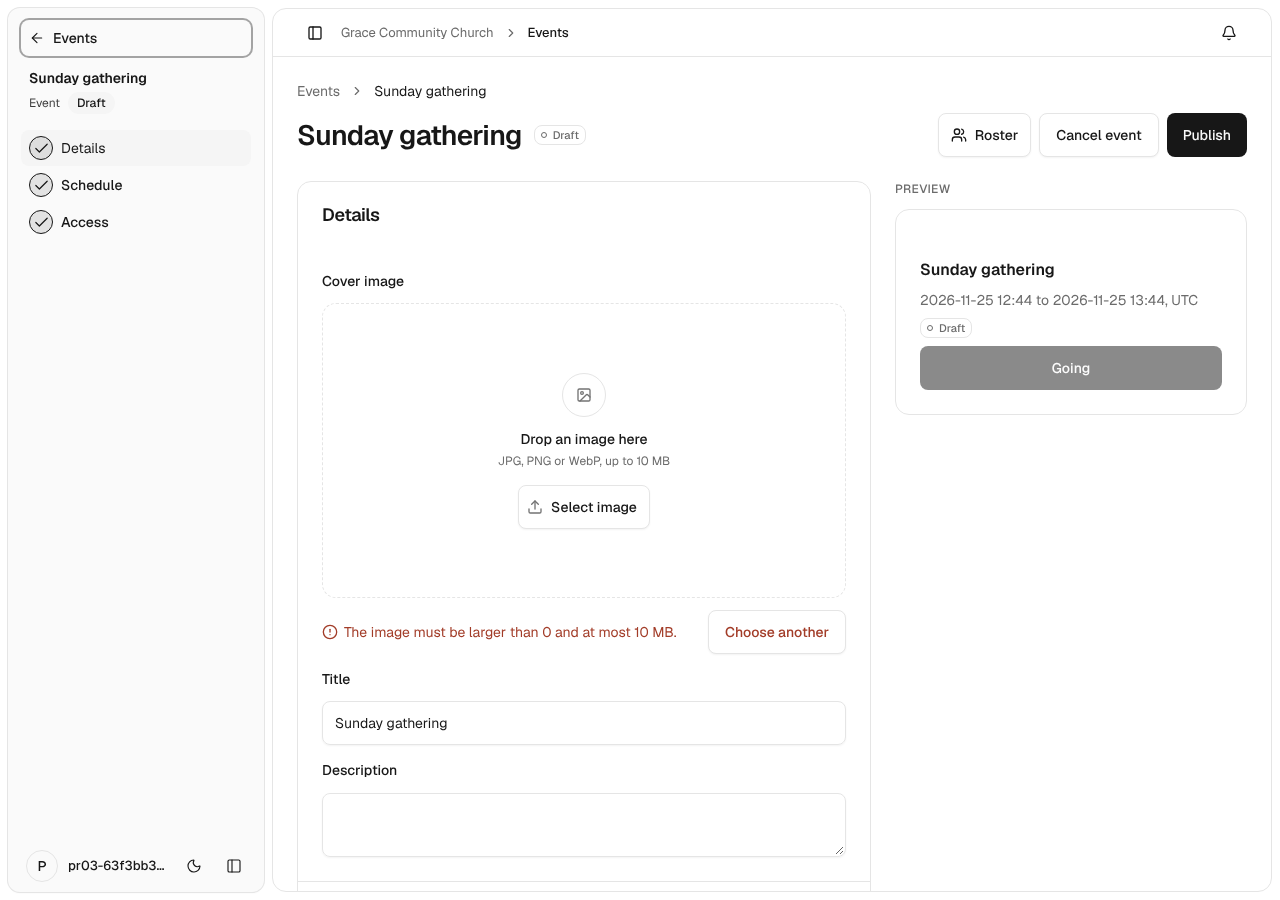 Events
Sunday gathering
Event Draft
Details
Schedule
Access
P pr03-63f3bb3...
Grace Community Church Events
Events Sunday gathering
Sunday gathering Draft
Roster Cancel event Publish
Details
Cover image
Drop an image here
JPG, PNG or WebP, up to 10 MB
Select image
The image must be larger than 0 and at most 10 MB.
Choose another
Title
Sunday gathering
Description
PREVIEW
Sunday gathering
2026-11-25 12:44 to 2026-11-25 13:44, UTC
Draft
Going